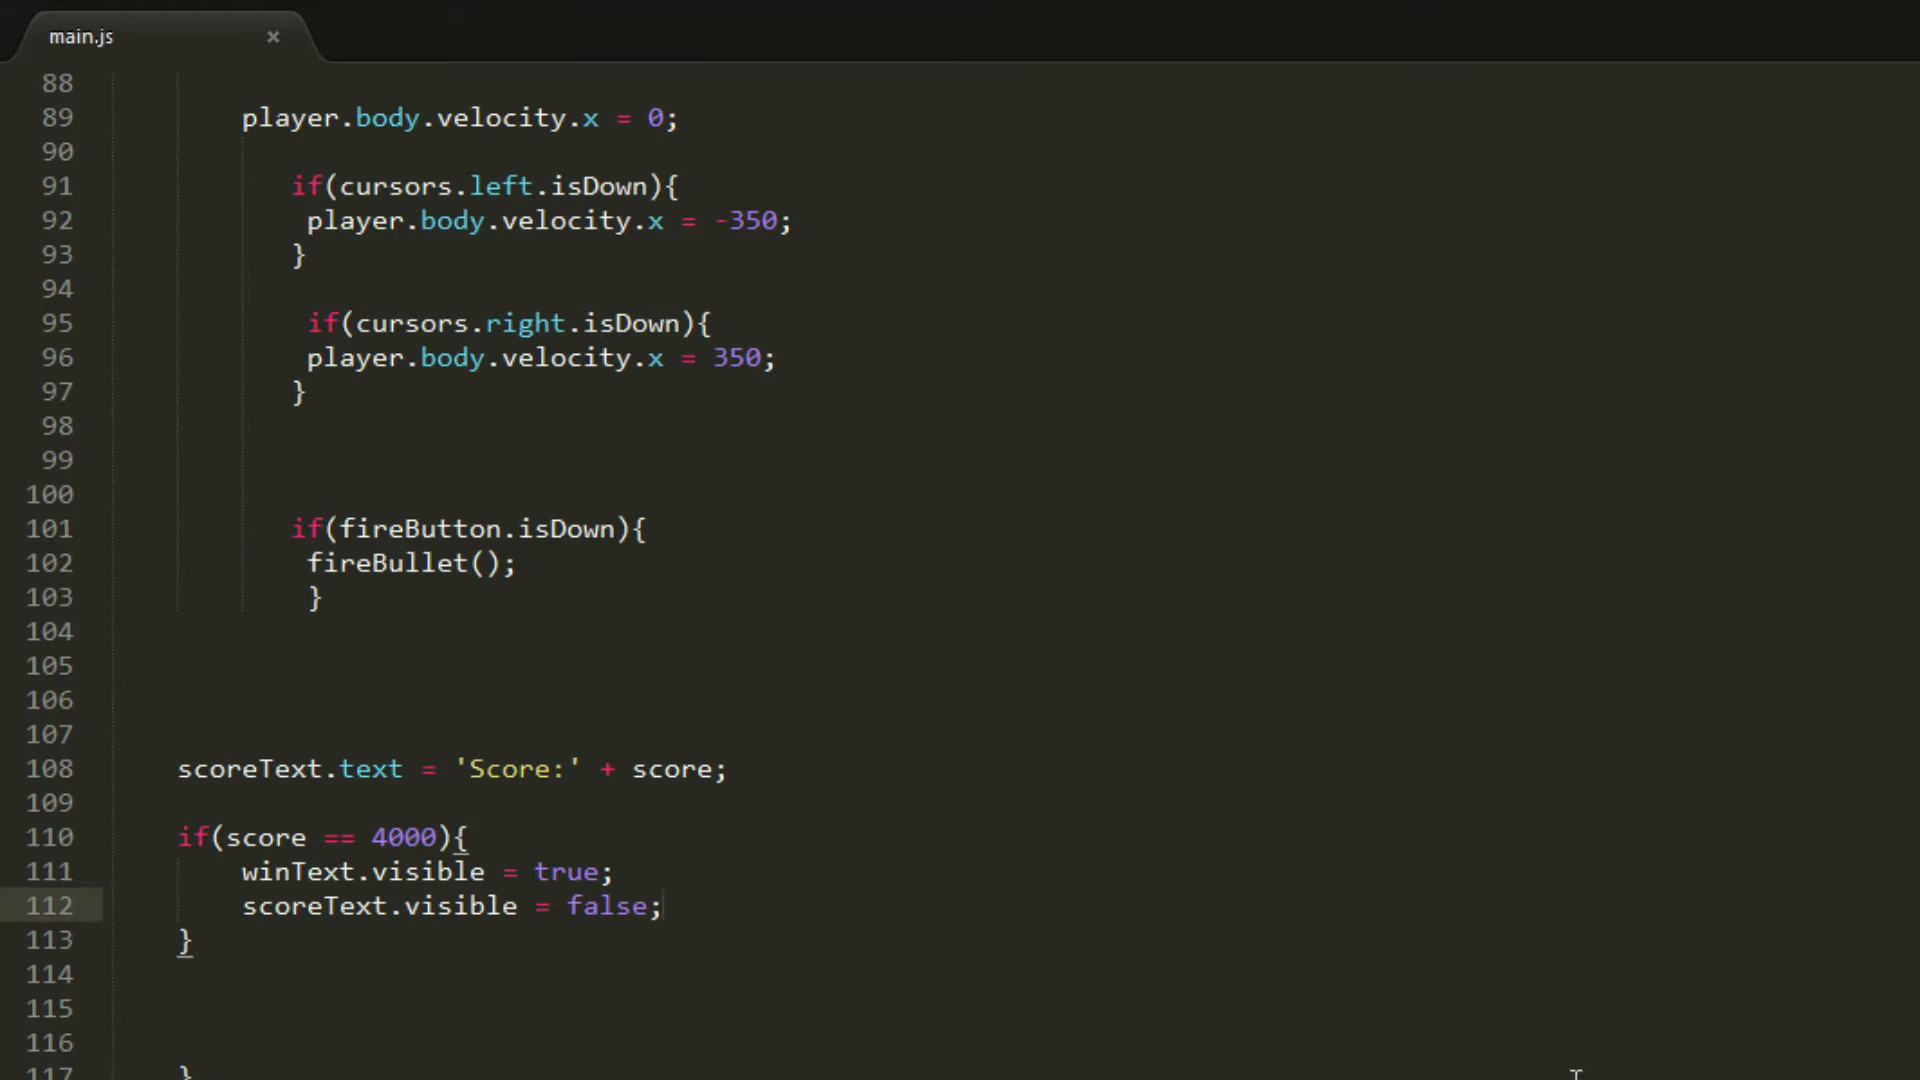 main.js ×
88
89 player.body.velocity.x = 0;
90
91 if(cursors.left.isDown){
92 player.body.velocity.x = -350;
93 }
94
95 if(cursors.right.isDown){
96 player.body.velocity.x = 350;
97 }
98
99
100
101 if(fireButton.isDown){
102 fireBullet();
103 }
104
105
106
107
108 scoreText.text = 'Score:' + score;
109
110 if(score == 4000){
111 winText.visible = true;
112 scoreText.visible = false;
113 }
114
115
116
117 }